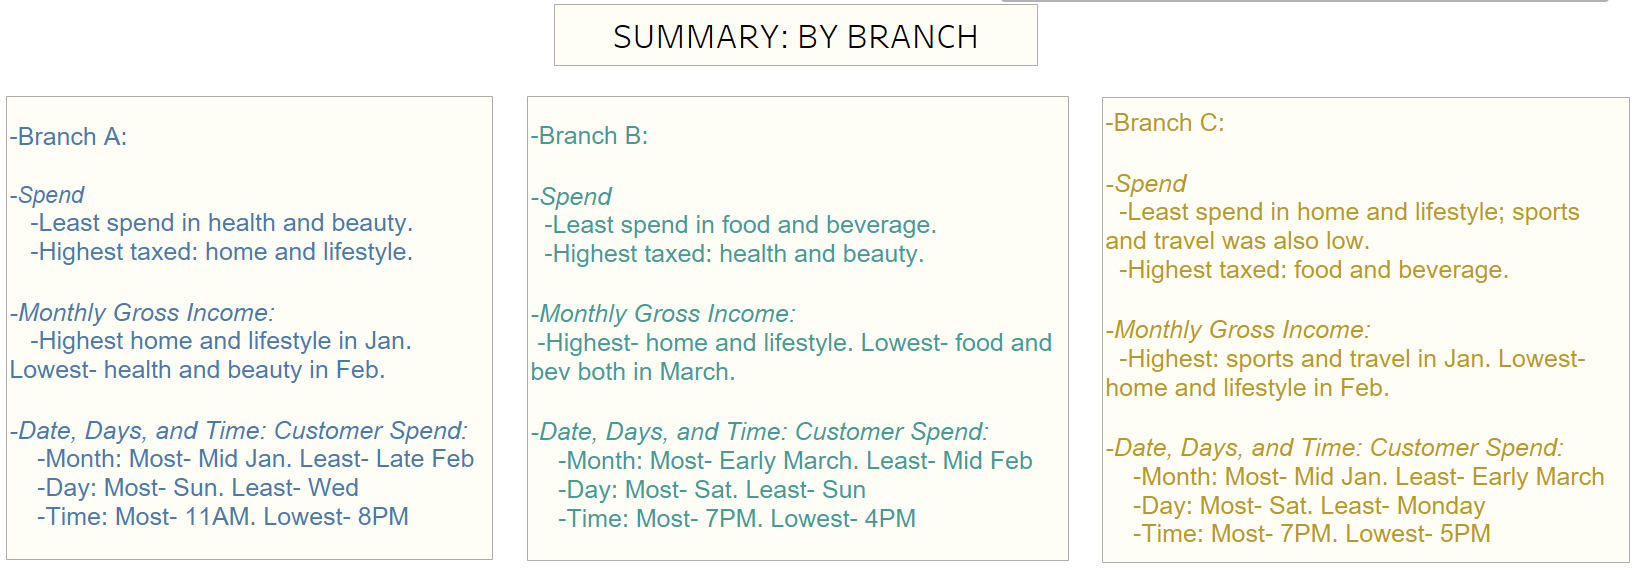 SUMMARY: BY BRANCH
-Branch A:
-Spend
-Least spend in health and beauty.
-Highest taxed: home and lifestyle.
-Monthly Gross Income:
-Highest home and lifestyle in Jan.
Lowest- health and beauty in Feb.
-Date, Days, and Time: Customer Spend:
-Month: Most- Mid Jan. Least- Late Feb
-Day: Most- Sun. Least- Wed
-Time: Most- 11AM. Lowest- 8PM
-Branch B:
-Spend
-Least spend in food and beverage.
-Highest taxed: health and beauty.
-Monthly Gross Income:
-Highest- home and lifestyle. Lowest- food and
bev both in March.
-Date, Days, and Time: Customer Spend:
-Month: Most- Early March. Least- Mid Feb
-Day: Most- Sat. Least- Sun
-Time: Most- 7PM. Lowest- 4PM
-Branch C:
-Spend
-Least spend in home and lifestyle; sports
and travel was also low.
-Highest taxed: food and beverage.
-Monthly Gross Income:
-Highest: sports and travel in Jan. Lowest-
home and lifestyle in Feb.
-Date, Days, and Time: Customer Spend:
-Month: Most- Mid Jan. Least- Early March
-Day: Most- Sat. Least- Monday
-Time: Most- 7PM. Lowest- 5PM